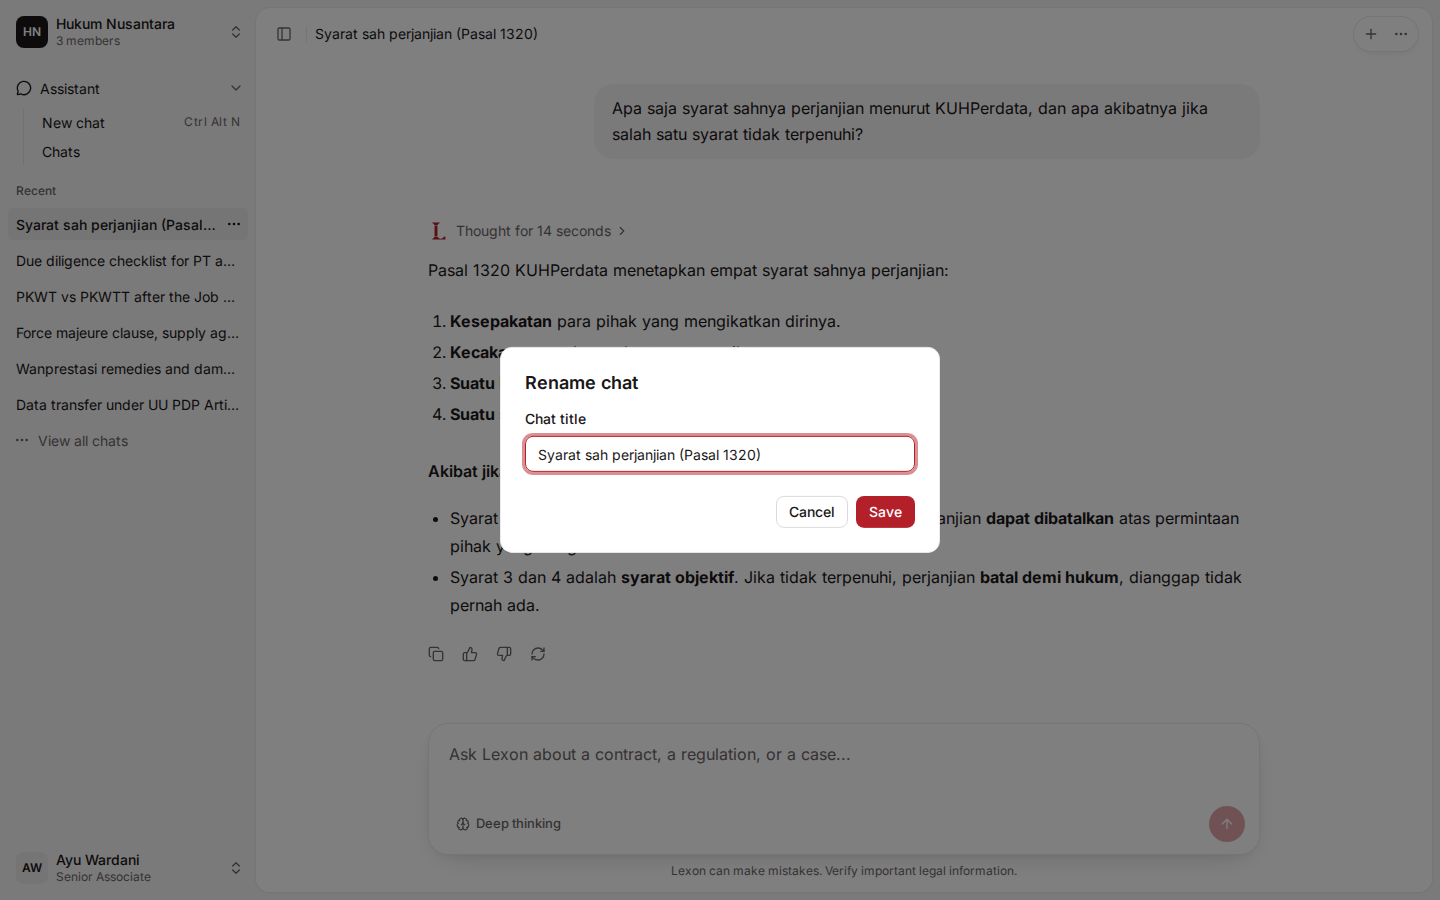 HN
Hukum Nusantara
3 members
Assistant
New chat
Ctrl Alt N
Chats
Recent
Syarat sah perjanjian (Pasal...
Due diligence checklist for PT a...
PKWT vs PKWTT after the Job ...
Force majeure clause, supply ag...
Wanprestasi remedies and dam...
Data transfer under UU PDP Arti...
View all chats
AW
Ayu Wardani
Senior Associate
Syarat sah perjanjian (Pasal 1320)
Apa saja syarat sahnya perjanjian menurut KUHPerdata, dan apa akibatnya jika
salah satu syarat tidak terpenuhi?
Thought for 14 seconds
Pasal 1320 KUHPerdata menetapkan empat syarat sahnya perjanjian:
1. Kesepakatan para pihak yang mengikatkan dirinya.
2.
3. Suatu
4. Suatu
Akibat
Syarat
dapat dibatalkan atas permintaan
pihak
Syarat 3 dan 4 adalah syarat objektif. Jika tidak terpenuhi, perjanjian batal demi hukum, dianggap tidak
pernah ada.
Rename chat
Chat title
Syarat sah perjanjian (Pasal 1320)
Cancel
Save
Ask Lexon about a contract, a regulation, or a case...
Deep thinking
Lexon can make mistakes. Verify important legal information.